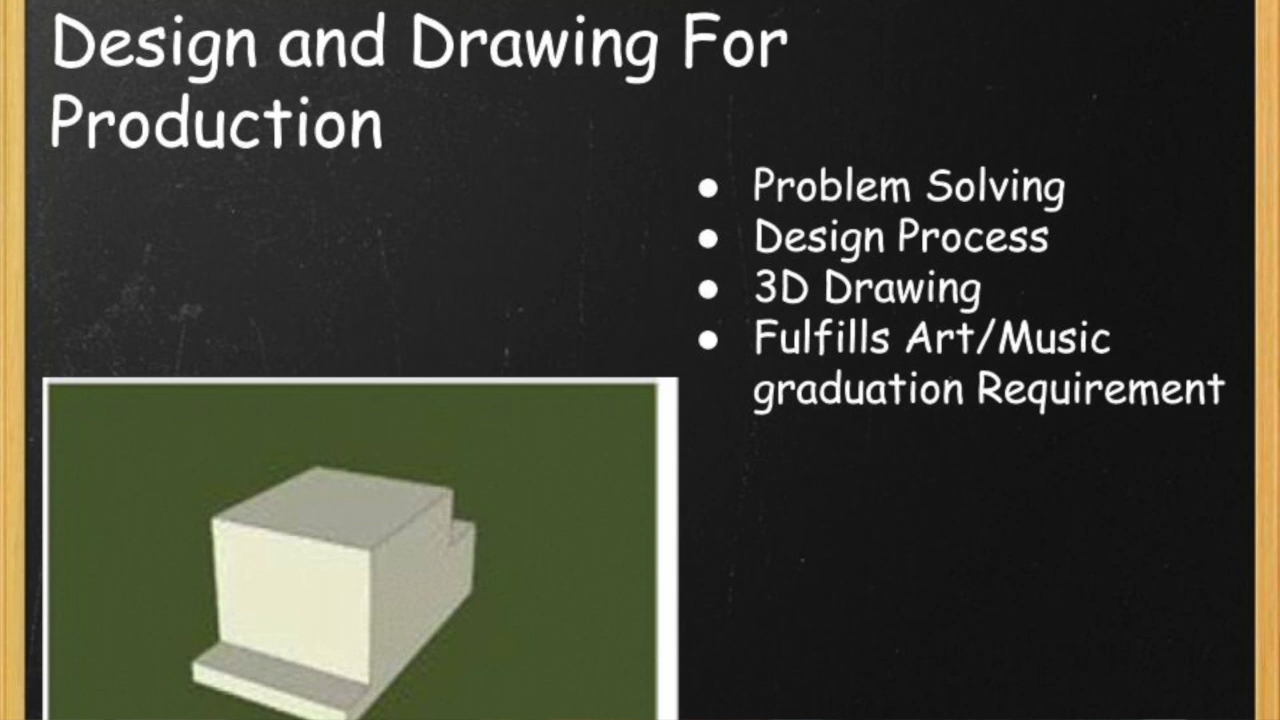 Design and Drawing For
Production
● Problem Solving
● Design Process
● 3D Drawing
● Fulfills Art/Music
graduation Requirement